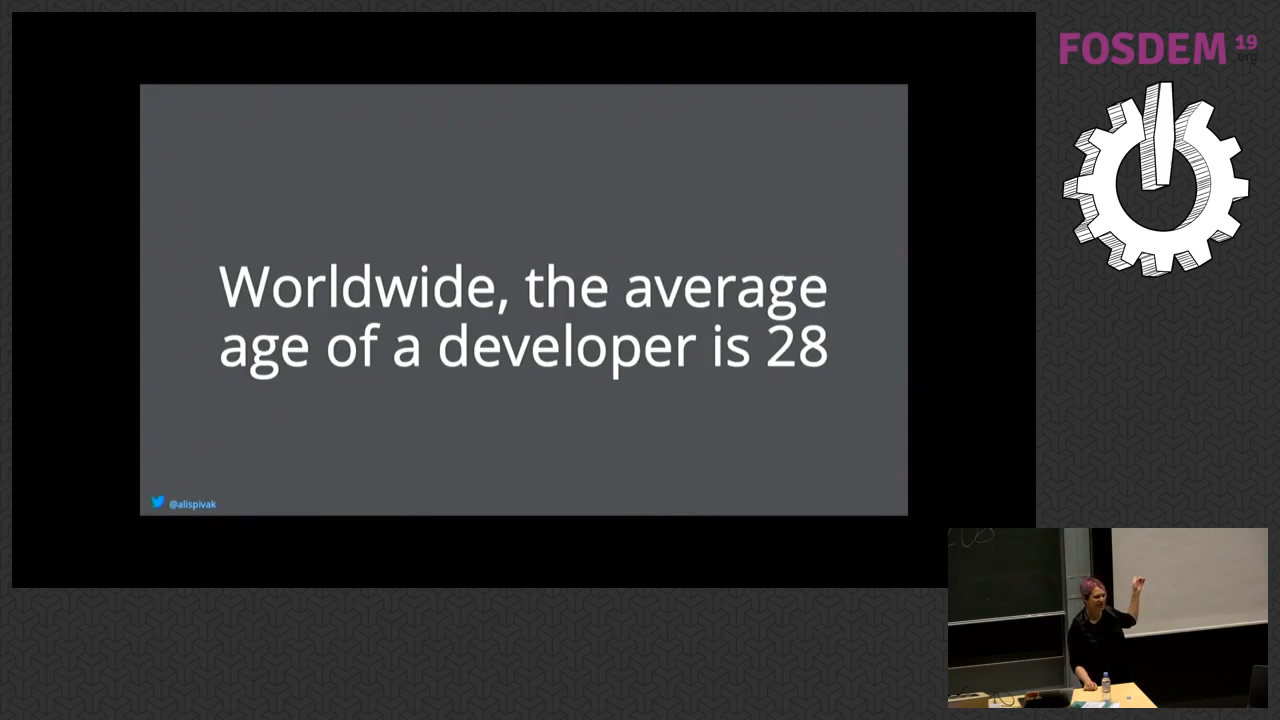 FOSDEM 19
.org
Worldwide, the average
age of a developer is 28
@alispivak